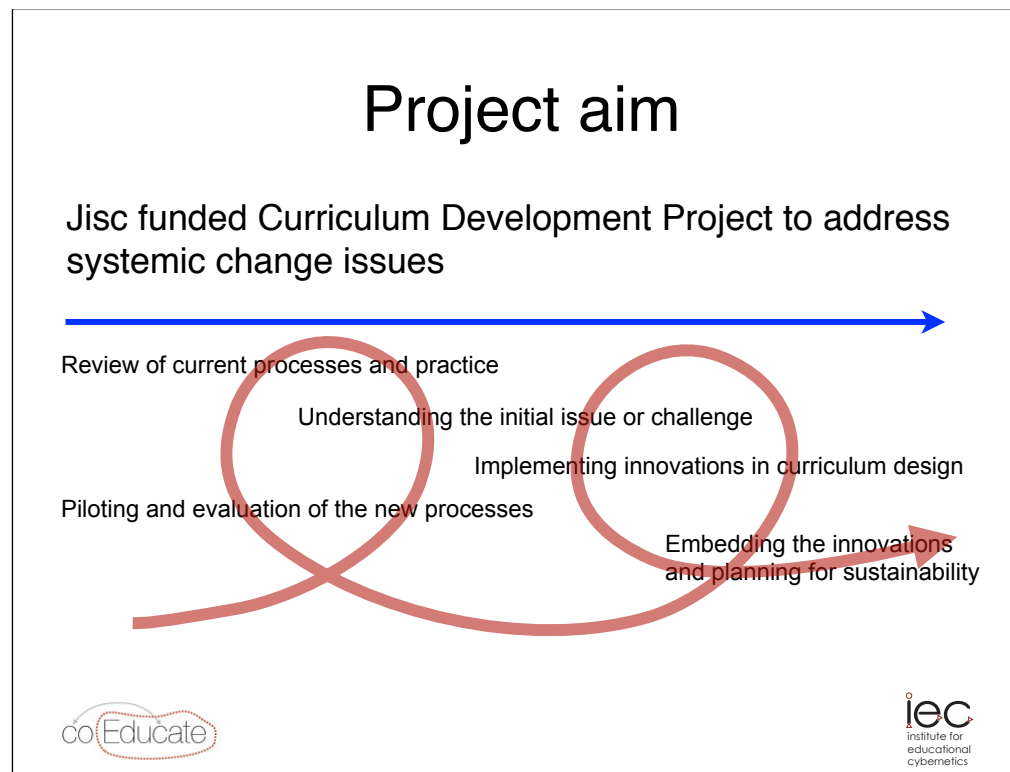 Project aim
Jisc funded Curriculum Development Project to address
systemic change issues
Review of current processes and practice
Understanding the initial issue or challenge
Implementing innovations in curriculum design
Piloting and evaluation of the new processes
Embedding the innovations
and planning for sustainability
coEducate
iec
institute for
educational
cybernetics